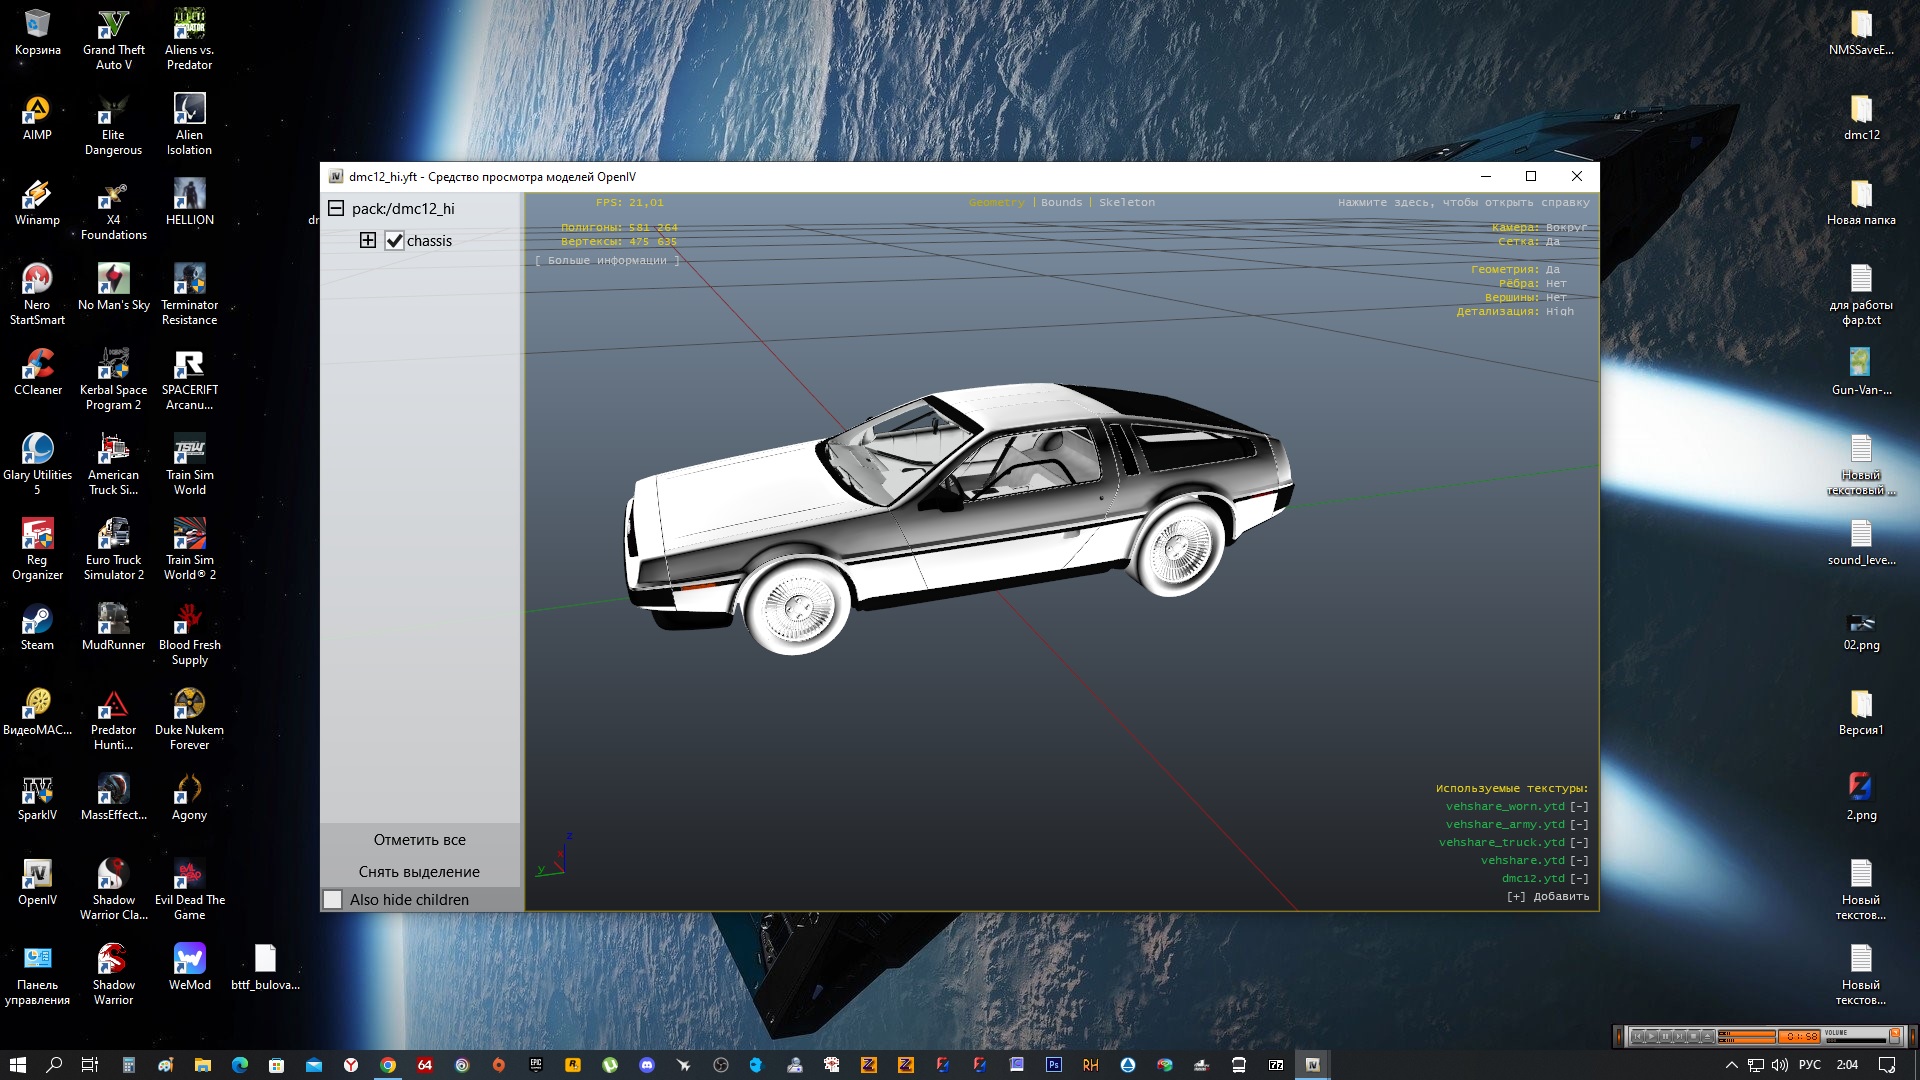 Корзина
Grand Theft
Auto V
Aliens vs.
Predator
AIMP
Elite
Dangerous
Alien
Isolation
Winamp
X4
Foundations
HELLION
Nero
StartSmart
No Man's Sky
Terminator
Resistance
CCleaner
Kerbal Space
Program 2
SPACERIFT
Arcanu...
Glary Utilities
5
American
Truck Si...
Train Sim
World
Reg
Organizer
Euro Truck
Simulator 2
Train Sim
World® 2
Steam
MudRunner
Blood Fresh
Supply
ВидеоМАС...
Predator
Hunti...
Duke Nukem
Forever
SparkIV
MassEffect...
Agony
OpenIV
Shadow
Warrior Cla...
Evil Dead The
Game
Панель
управления
Shadow
Warrior
WeMod
bttf_bulova...
dmc12_hi.yft - Средство просмотра моделей OpenIV
pack:/dmc12_hi
chassis
Отметить все
Снять выделение
Also hide children
FPS: 21,01
Полигоны: 581 264
Вертексы: 475 635
[ Больше информации ]
Geometry | Bounds | Skeleton
Нажмите здесь, чтобы открыть справку
Камера: Вокруг
Сетка: Да
Геометрия: Да
Рёбра: Нет
Вершины: Нет
Детализация: High
z
x
y
Используемые текстуры:
vehshare_worn.ytd [-]
vehshare_army.ytd [-]
vehshare_truck.ytd [-]
vehshare.ytd [-]
dmc12.ytd [-]
[+] Добавить
NMSSaveE...
dmc12
Новая папка
для работы
фар.txt
Gun-Van-...
Новый
текстовый ...
sound_leve...
02.png
Версия1
2.png
Новый
текстов...
Новый
текстов...
01:58
VOLUME
64
EPIC
Ps
RH
РУС
2:04